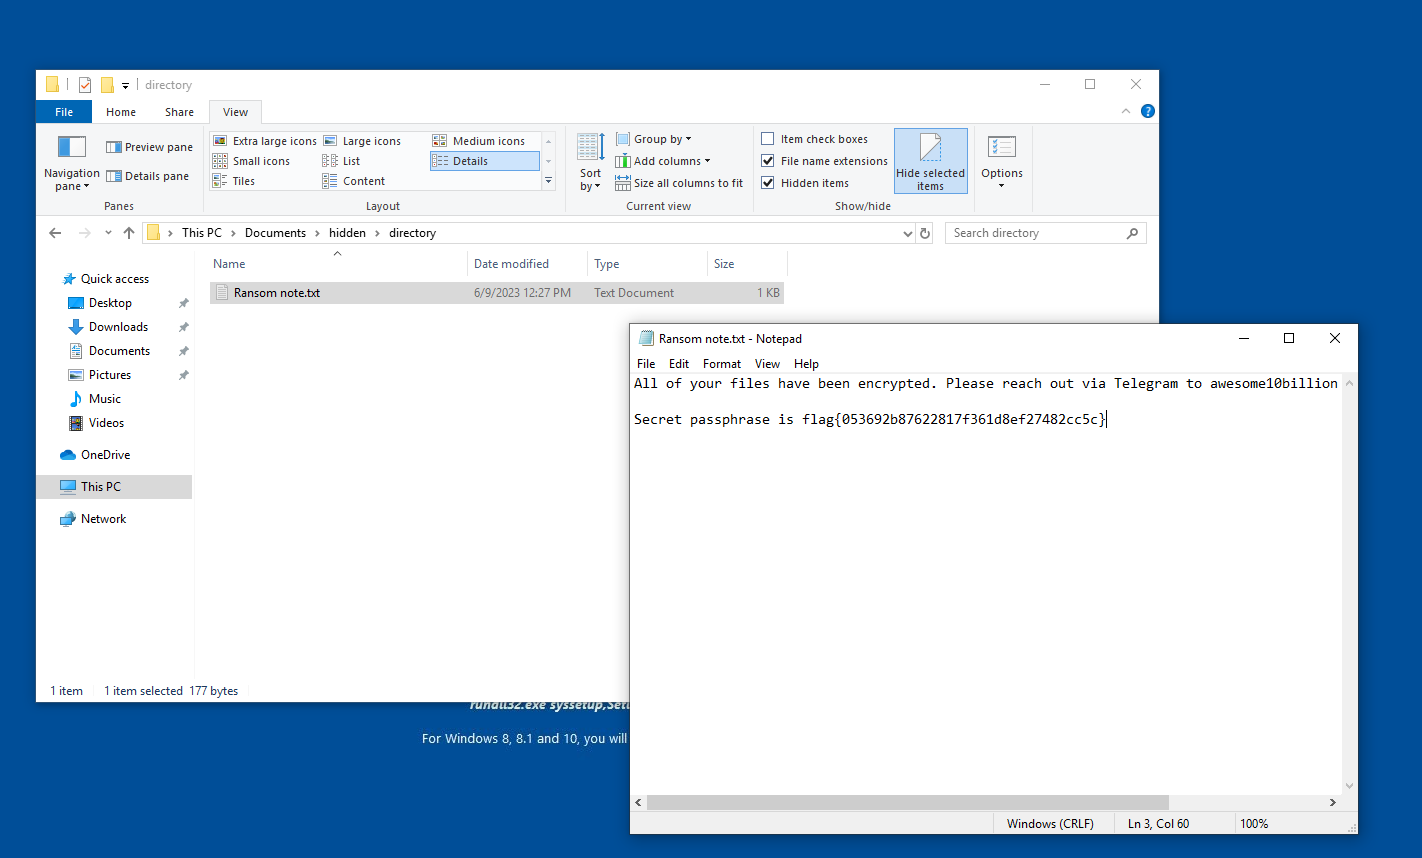 directory
File Home Share View
Navigation pane
Preview pane
Details pane
Panes
Extra large icons Large icons Medium icons
Small icons List Details
Tiles Content
Layout
Sort by
Group by
Add columns
Size all columns to fit
Current view
Item check boxes
File name extensions
Hidden items
Hide selected items
Show/hide
Options
This PC > Documents > hidden > directory
Search directory
Quick access
Desktop
Downloads
Documents
Pictures
Music
Videos
OneDrive
This PC
Network
Name Date modified Type Size
Ransom note.txt 6/9/2023 12:27 PM Text Document 1 KB
1 item 1 item selected 177 bytes
rundll32.exe syssetup,Set
For Windows 8, 8.1 and 10, you will
Ransom note.txt - Notepad
File Edit Format View Help
All of your files have been encrypted. Please reach out via Telegram to awesome10billion
Secret passphrase is flag{053692b87622817f361d8ef27482cc5c}
Windows (CRLF) Ln 3, Col 60 100%